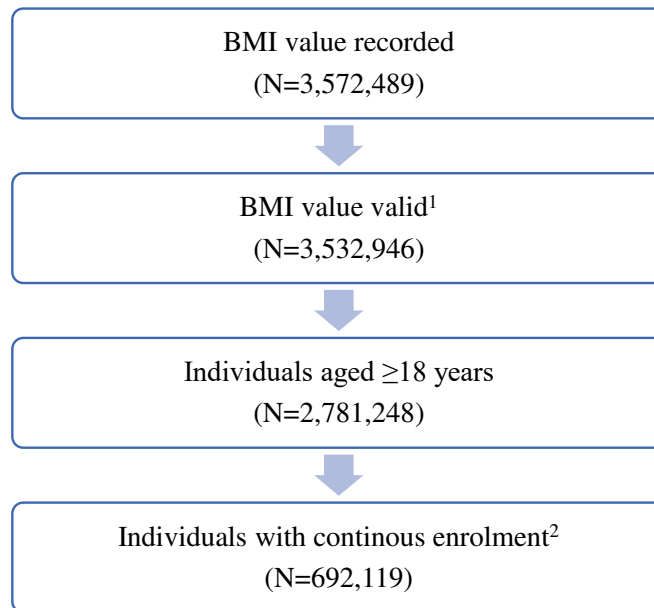 BMI value recorded
(N=3,572,489)
BMI value valid¹
(N=3,532,946)
Individuals aged ≥18 years
(N=2,781,248)
Individuals with continous enrolment²
(N=692,119)